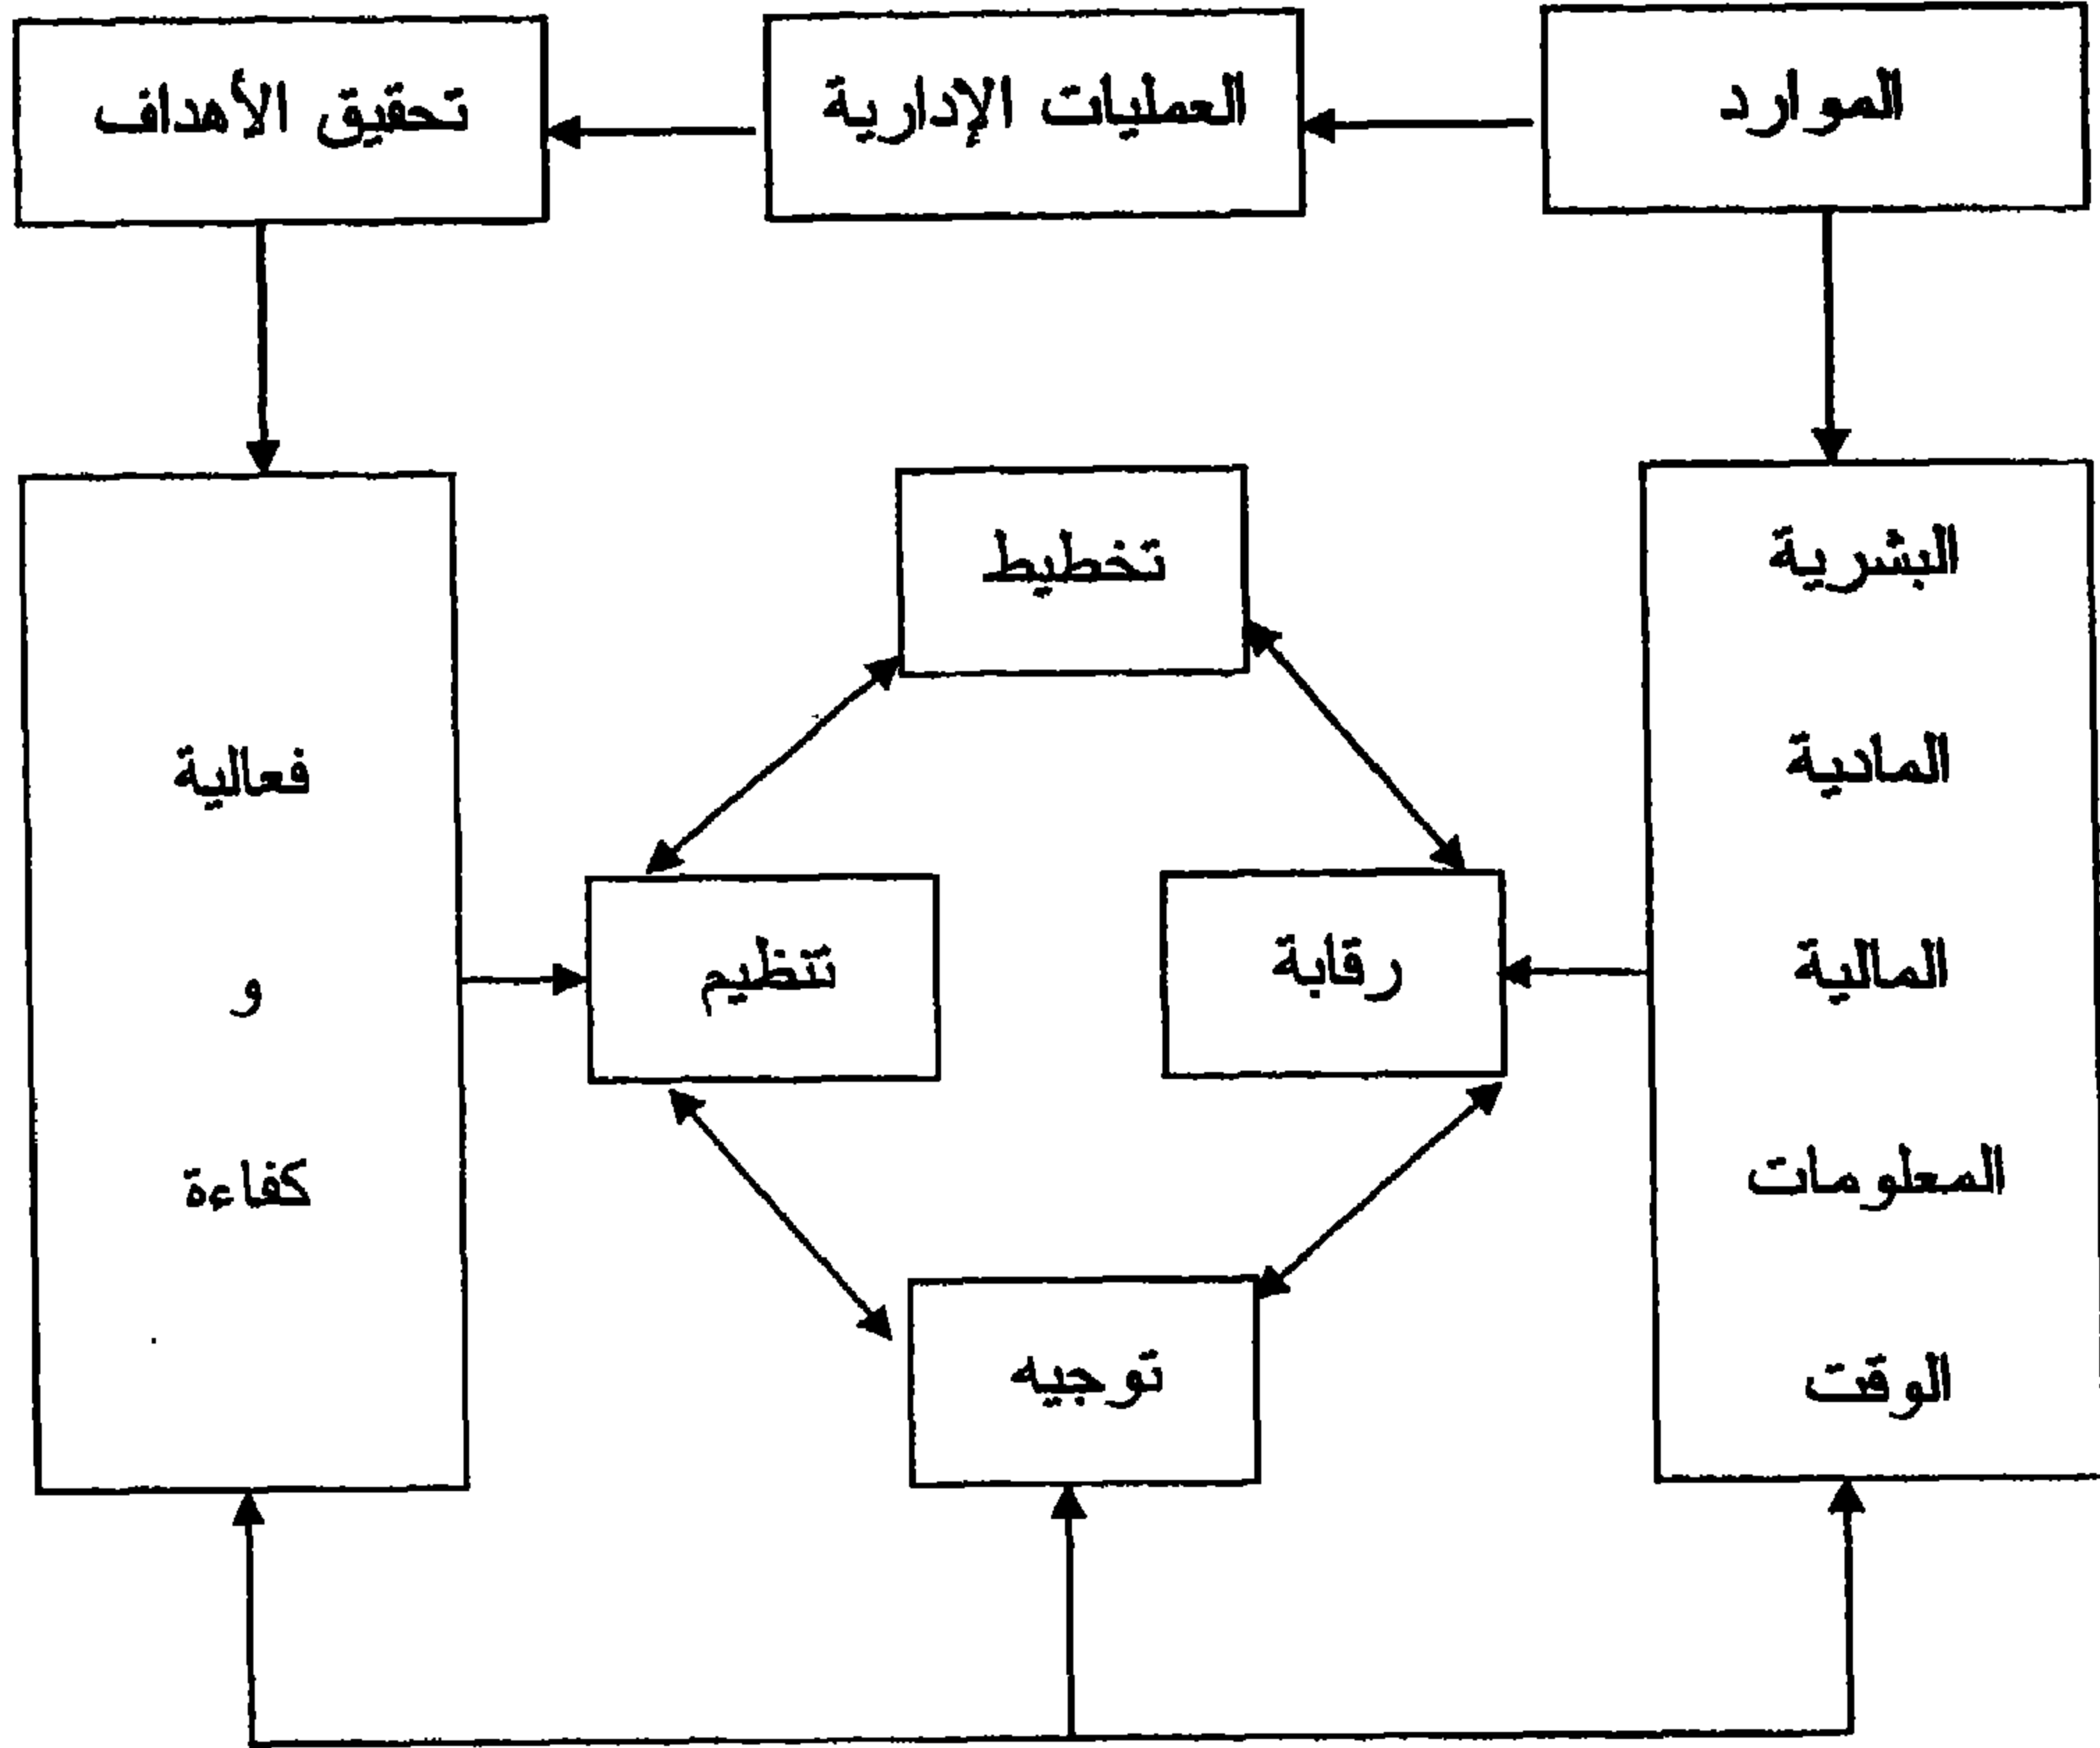 الموارد
العمليات الإدارية
تحقيق الأهداف
البشرية
المادية
المالية
المعلومات
الوقت
تخطيط
رقابة
تنظيم
توجيه
فعالية
و
كفاءة